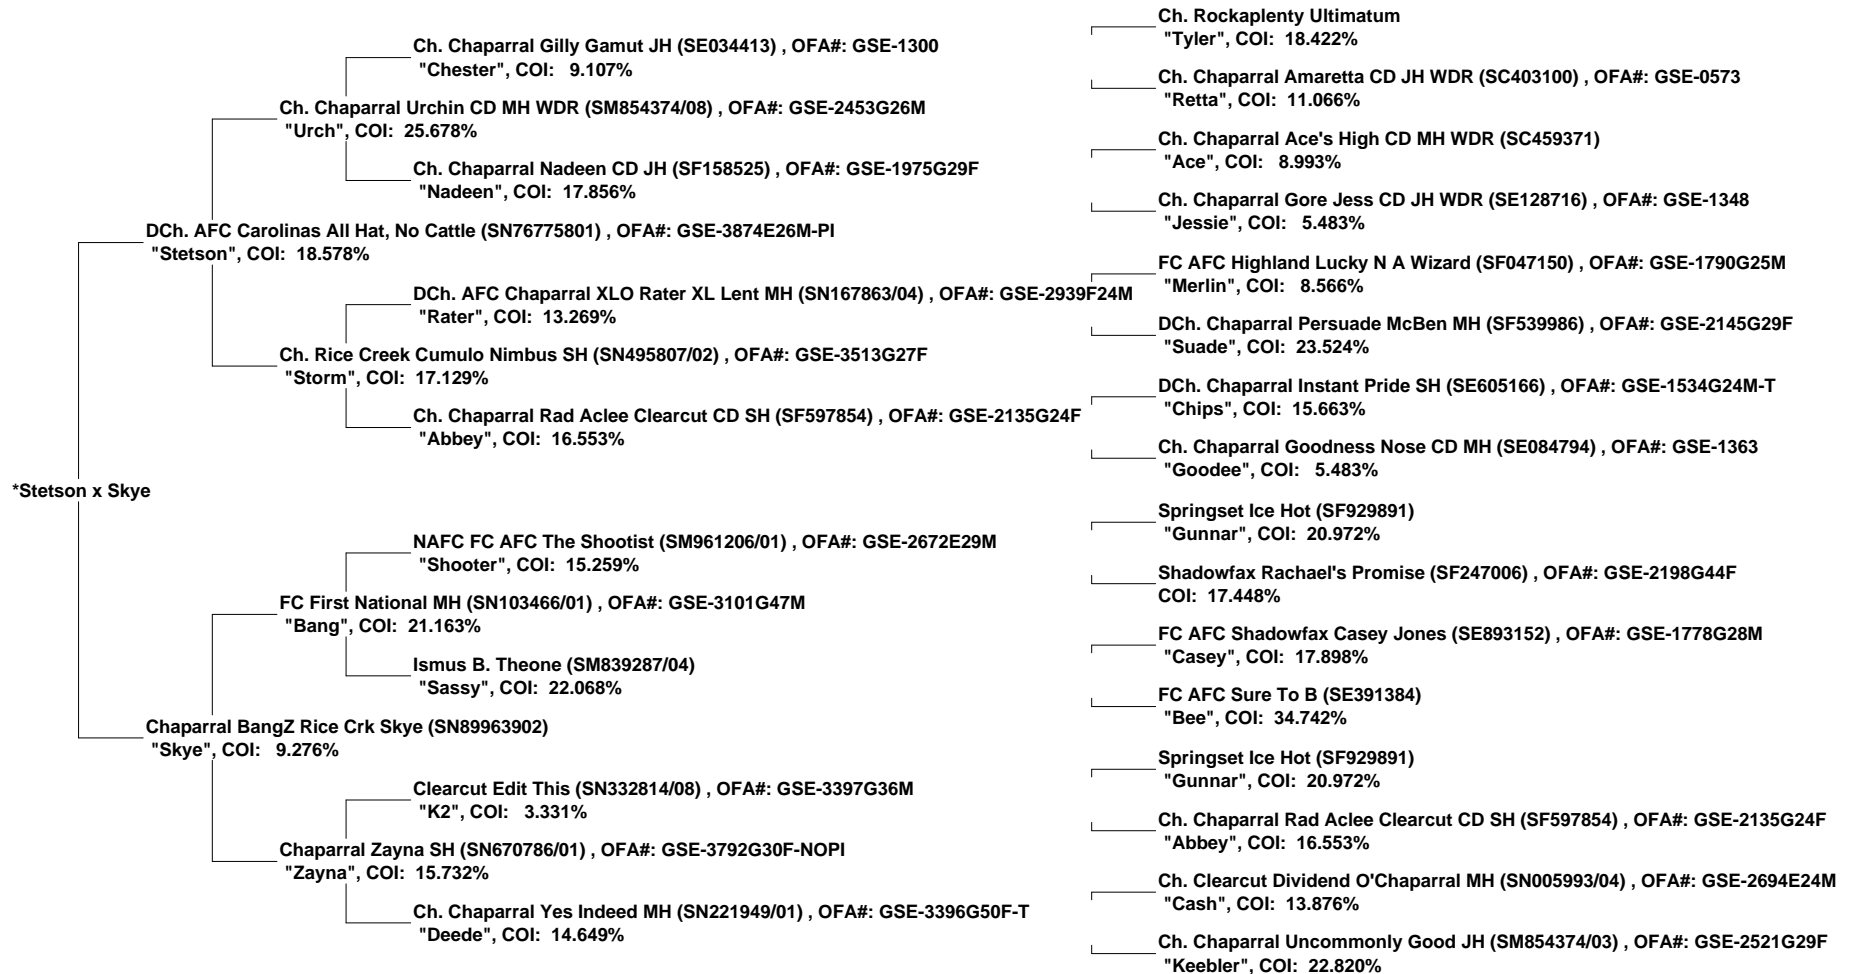 Ch. Rockaplenty Ultimatum
"Tyler", COI: 18.422%
Ch. Chaparral Gilly Gamut JH (SE034413) , OFA#: GSE-1300
"Chester", COI: 9.107%
Ch. Chaparral Amaretta CD JH WDR (SC403100) , OFA#: GSE-0573
"Retta", COI: 11.066%
Ch. Chaparral Urchin CD MH WDR (SM854374/08) , OFA#: GSE-2453G26M
"Urch", COI: 25.678%
Ch. Chaparral Ace's High CD MH WDR (SC459371)
"Ace", COI: 8.993%
Ch. Chaparral Nadeen CD JH (SF158525) , OFA#: GSE-1975G29F
"Nadeen", COI: 17.856%
Ch. Chaparral Gore Jess CD JH WDR (SE128716) , OFA#: GSE-1348
"Jessie", COI: 5.483%
DCh. AFC Carolinas All Hat, No Cattle (SN76775801) , OFA#: GSE-3874E26M-PI
"Stetson", COI: 18.578%
FC AFC Highland Lucky N A Wizard (SF047150) , OFA#: GSE-1790G25M
"Merlin", COI: 8.566%
DCh. AFC Chaparral XLO Rater XL Lent MH (SN167863/04) , OFA#: GSE-2939F24M
"Rater", COI: 13.269%
DCh. Chaparral Persuade McBen MH (SF539986) , OFA#: GSE-2145G29F
"Suade", COI: 23.524%
Ch. Rice Creek Cumulo Nimbus SH (SN495807/02) , OFA#: GSE-3513G27F
"Storm", COI: 17.129%
DCh. Chaparral Instant Pride SH (SE605166) , OFA#: GSE-1534G24M-T
"Chips", COI: 15.663%
Ch. Chaparral Rad Aclee Clearcut CD SH (SF597854) , OFA#: GSE-2135G24F
"Abbey", COI: 16.553%
Ch. Chaparral Goodness Nose CD MH (SE084794) , OFA#: GSE-1363
"Goodee", COI: 5.483%
*Stetson x Skye
Springset Ice Hot (SF929891)
"Gunnar", COI: 20.972%
NAFC FC AFC The Shootist (SM961206/01) , OFA#: GSE-2672E29M
"Shooter", COI: 15.259%
Shadowfax Rachael's Promise (SF247006) , OFA#: GSE-2198G44F
COI: 17.448%
FC First National MH (SN103466/01) , OFA#: GSE-3101G47M
"Bang", COI: 21.163%
FC AFC Shadowfax Casey Jones (SE893152) , OFA#: GSE-1778G28M
"Casey", COI: 17.898%
Ismus B. Theone (SM839287/04)
"Sassy", COI: 22.068%
FC AFC Sure To B (SE391384)
"Bee", COI: 34.742%
Chaparral BangZ Rice Crk Skye (SN89963902)
"Skye", COI: 9.276%
Springset Ice Hot (SF929891)
"Gunnar", COI: 20.972%
Clearcut Edit This (SN332814/08) , OFA#: GSE-3397G36M
"K2", COI: 3.331%
Ch. Chaparral Rad Aclee Clearcut CD SH (SF597854) , OFA#: GSE-2135G24F
"Abbey", COI: 16.553%
Chaparral Zayna SH (SN670786/01) , OFA#: GSE-3792G30F-NOPI
"Zayna", COI: 15.732%
Ch. Clearcut Dividend O'Chaparral MH (SN005993/04) , OFA#: GSE-2694E24M
"Cash", COI: 13.876%
Ch. Chaparral Yes Indeed MH (SN221949/01) , OFA#: GSE-3396G50F-T
"Deede", COI: 14.649%
Ch. Chaparral Uncommonly Good JH (SM854374/03) , OFA#: GSE-2521G29F
"Keebler", COI: 22.820%